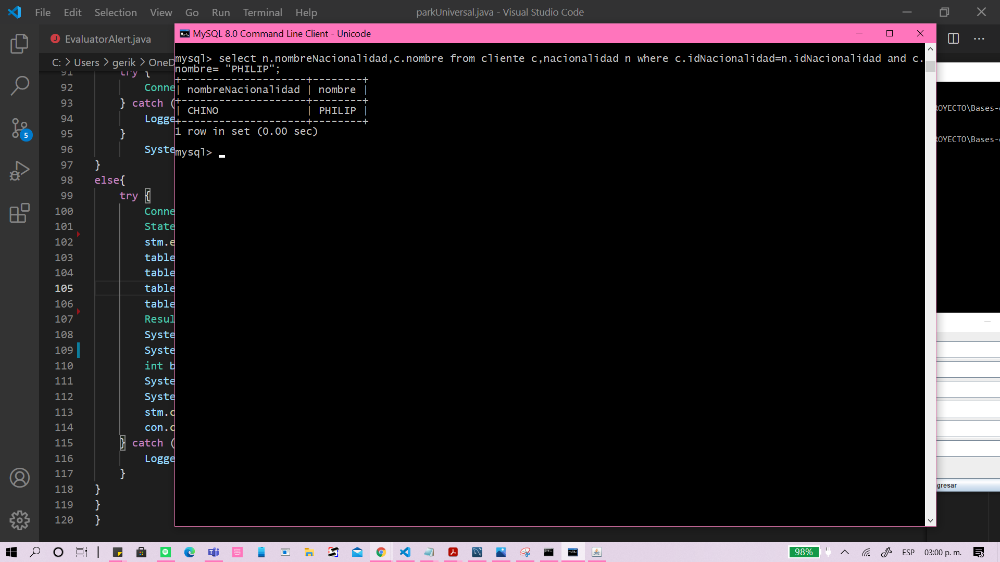 File Edit Selection View Go Run Terminal Help
parkUniversal.java - Visual Studio Code
EvaluatorAlert.java
C: > Users > gerik > OneD
MySQL 8.0 Command Line Client - Unicode
mysql> select n.nombreNacionalidad,c.nombre from cliente c,nacionalidad n where c.idNacionalidad=n.idNacionalidad and c.
nombre= "PHILIP";
+--------------------+--------+
| nombreNacionalidad | nombre |
+--------------------+--------+
| CHINO              | PHILIP |
+--------------------+--------+
1 row in set (0.00 sec)
mysql>
91 try {
92 Conne
93 } catch (
94 Logge
95 }
96 Syste
97 }
98 else{
99 try {
100 Conne
101 State
102 stm.e
103 table
104 table
105 table
106 table
107 Resul
108 Syste
109 Syste
110 int b
111 Syste
112 Syste
113 stm.c
114 con.c
115 } catch (
116 Logge
117 }
118 }
119 }
120 }
5
ROYECTO\Bases-
ROYECTO\Bases-
gresar
98%
ESP
03:00 p. m.